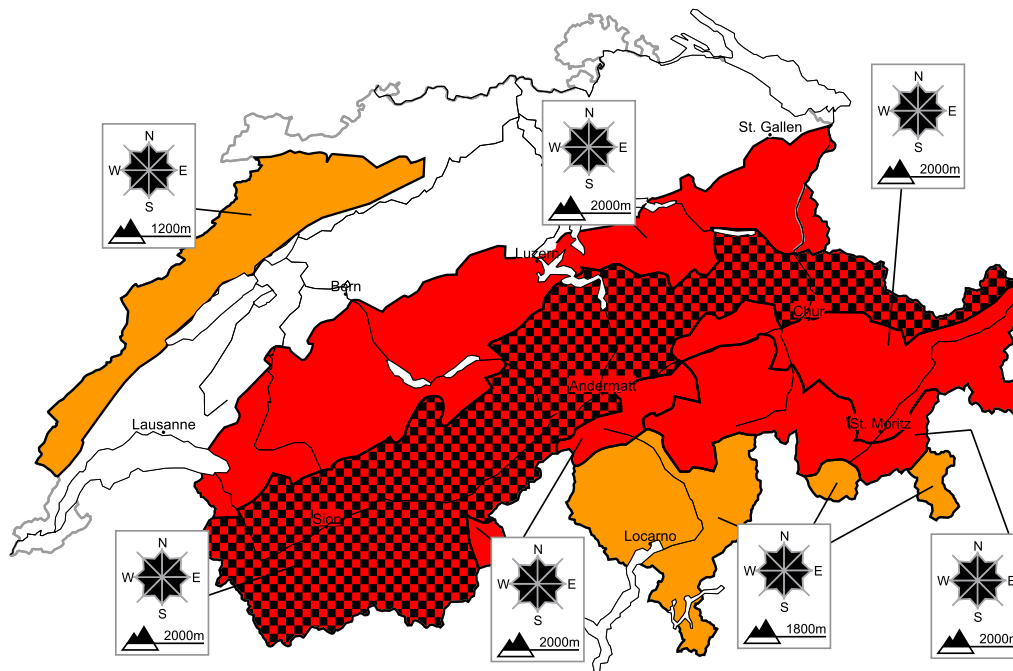 St. Gallen
N
W E
S
2000m
N
W E
S
2000m
N
W E
S
1200m
Luzern
Bern
Chur
Andermatt
St. Moritz
Lausanne
Sion
Locarno
N
W E
S
2000m
N
W E
S
2000m
N
W E
S
1800m
N
W E
S
2000m